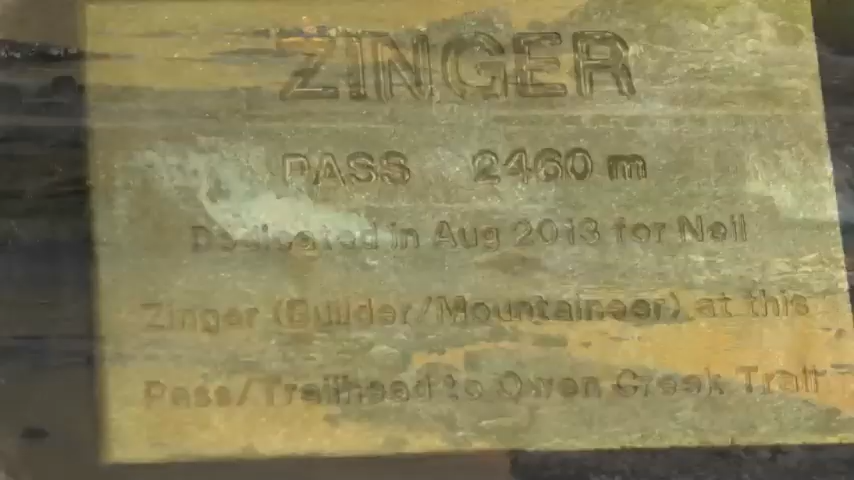 ZINGER
PASS 2460 m
Dedicated in Aug 2013 for Neil
Zinger (Builder/Mountaineer) at this
Pass/Trailhead to Owen Creek Trail